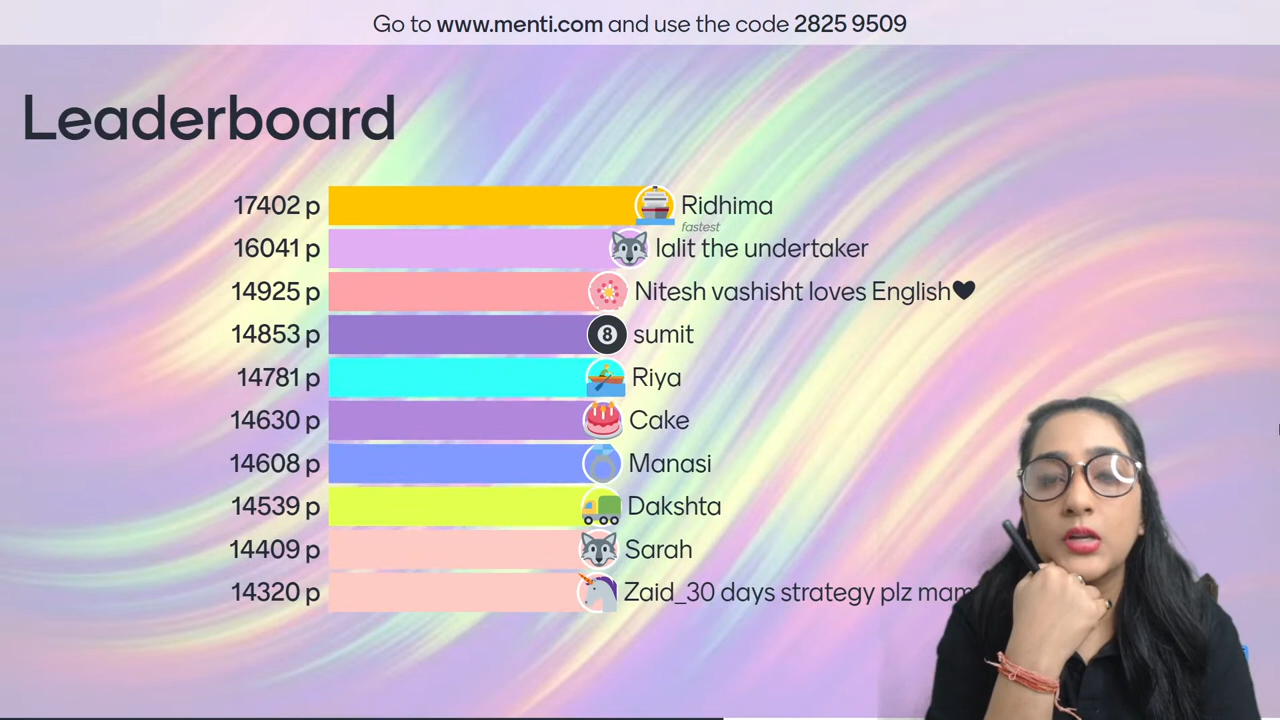 Go to www.menti.com and use the code 2825 9509
Leaderboard
17402 p Ridhima
fastest
16041 p lalit the undertaker
14925 p Nitesh vashisht loves English🖤
14853 p 8 sumit
14781 p Riya
14630 p Cake
14608 p Manasi
14539 p Dakshta
14409 p Sarah
14320 p Zaid_30 days strategy plz mam